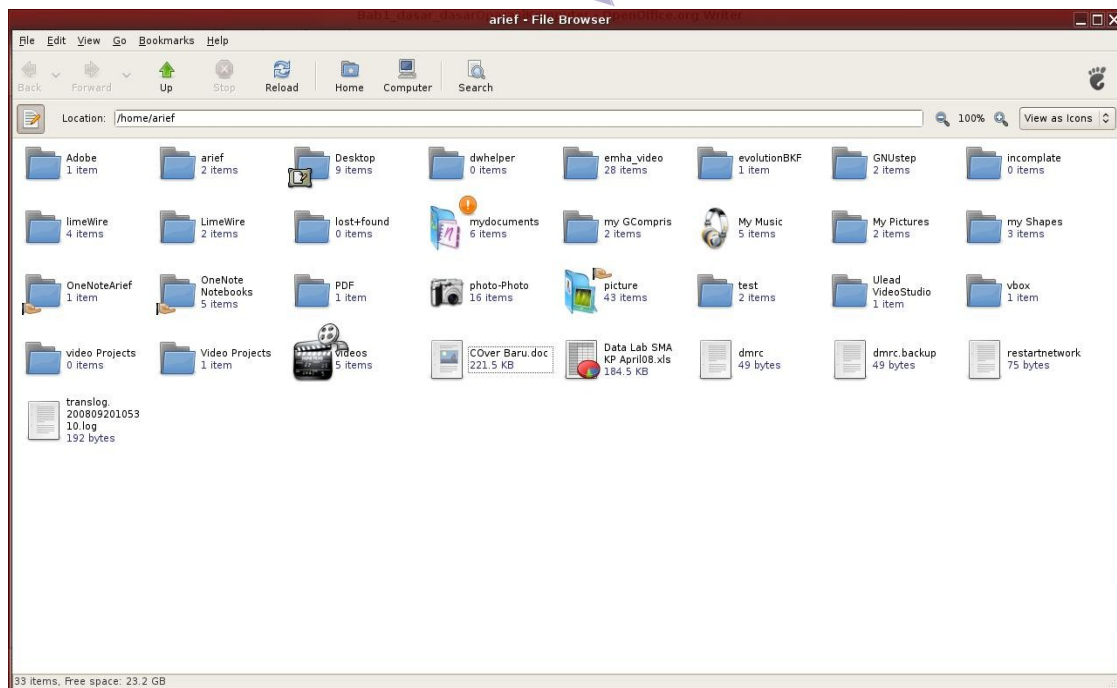 Bab1_dasar_dasar
OpenOffice.org Writer
arief - File Browser
File Edit View Go Bookmarks Help
Back Forward Up Stop Reload Home Computer Search
Location: /home/arief 100% View as Icons
Adobe
1 item
arief
2 items
Desktop
9 items
dwhelper
0 items
emha_video
28 items
evolutionBKF
1 item
GNUstep
2 items
incomplate
0 items
limeWire
4 items
LimeWire
2 items
lost+found
0 items
mydocuments
6 items
my GCompris
2 items
My Music
5 items
My Pictures
2 items
my Shapes
3 items
OneNoteArief
1 item
OneNote
Notebooks
5 items
PDF
1 item
photo-Photo
16 items
picture
43 items
test
2 items
Ulead
VideoStudio
1 item
vbox
1 item
video Projects
0 items
Video Projects
1 item
videos
5 items
COver Baru.doc
221.5 KB
Data Lab SMA
KP April08.xls
184.5 KB
dmrc
49 bytes
dmrc.backup
49 bytes
restartnetwork
75 bytes
translog.
200809201053
10.log
192 bytes
33 items, Free space: 23.2 GB